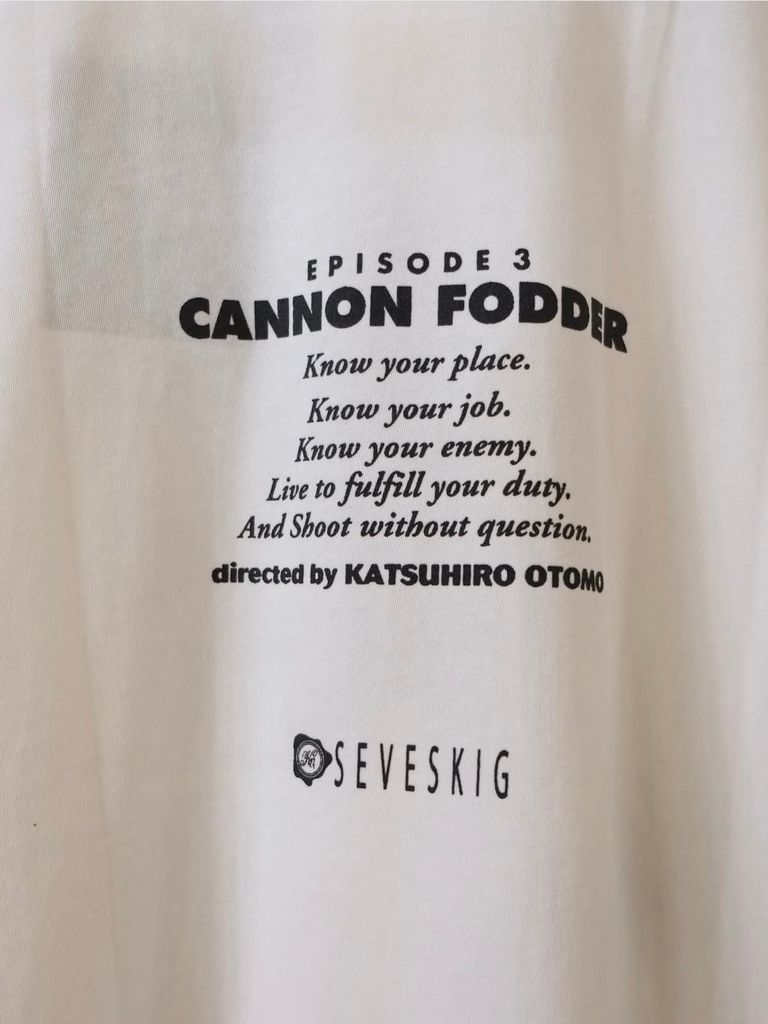 EPISODE 3
CANNON FODDER
Know your place.
Know your job.
Know your enemy.
Live to fulfill your duty.
And Shoot without question.
directed by KATSUHIRO OTOMO
SEVESKIG